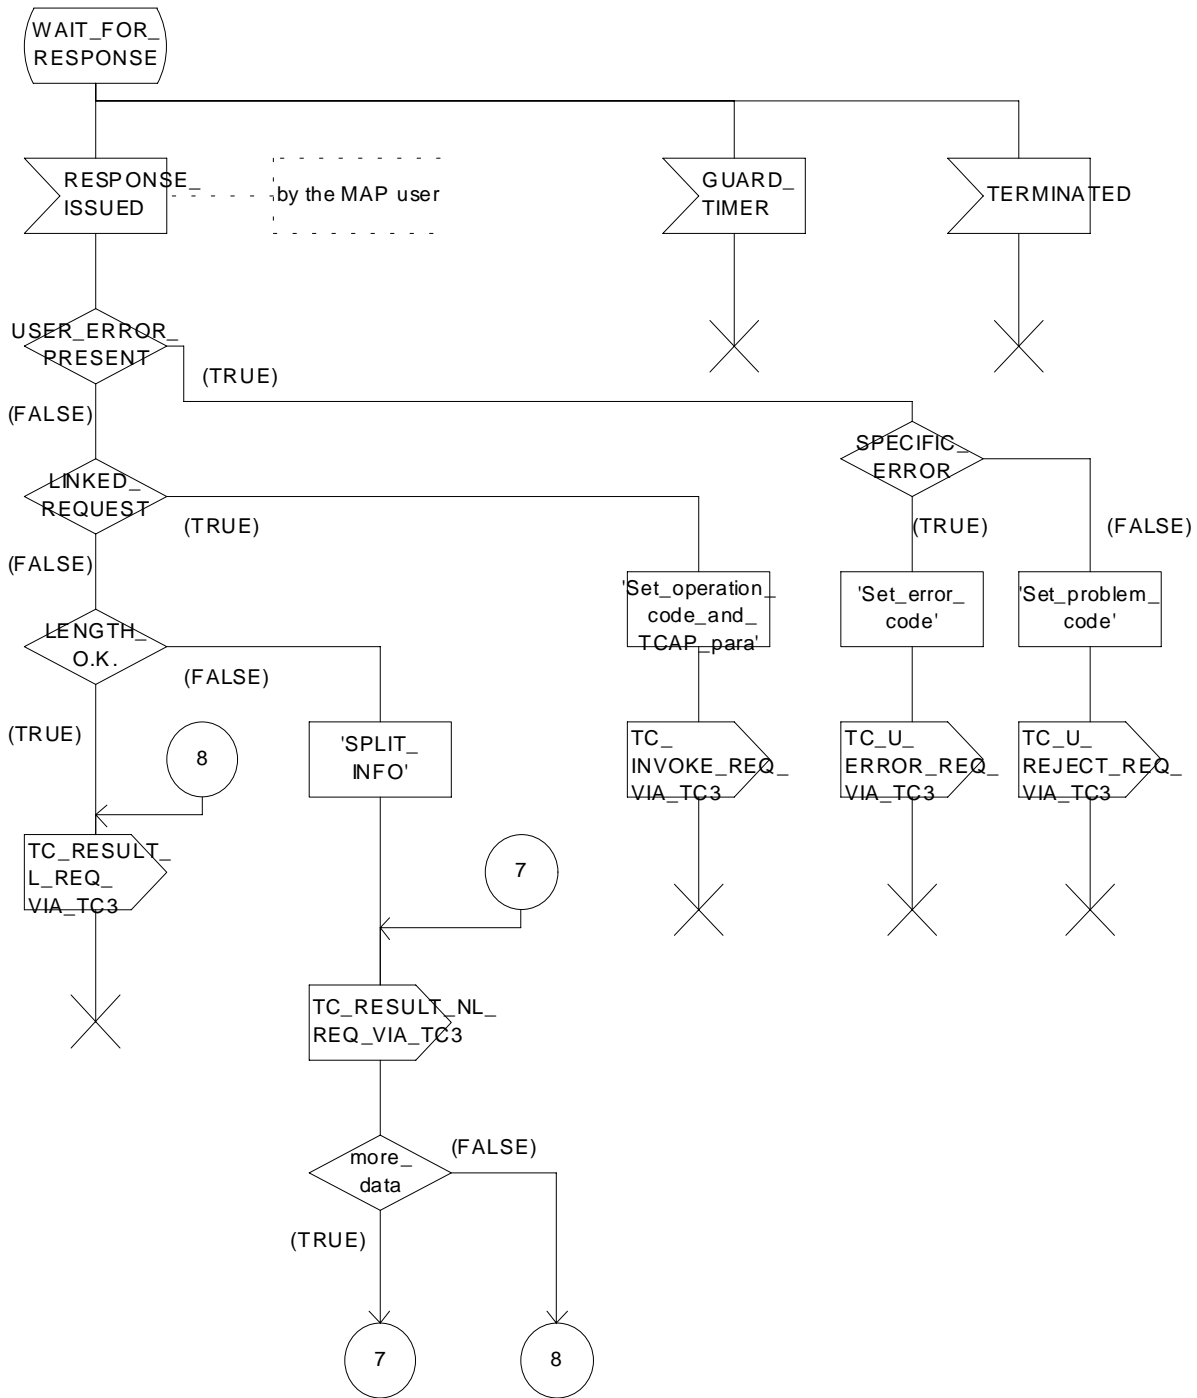 WAIT_FOR_
RESPONSE
RESPONSE_
ISSUED
by the MAP user
GUARD_
TIMER
TERMINATED
USER_ERROR_
PRESENT
(TRUE)
(FALSE)
SPECIFIC_
ERROR
LINKED_
REQUEST
(TRUE)
(TRUE)
(FALSE)
(FALSE)
'Set_operation_
code_and_
TCAP_para'
'Set_error_
code'
'Set_problem_
code'
LENGTH_
O.K.
(FALSE)
(TRUE)
8
'SPLIT_
INFO'
TC_
INVOKE_REQ_
VIA_TC3
TC_U_
ERROR_REQ_
VIA_TC3
TC_U_
REJECT_REQ_
VIA_TC3
TC_RESULT_
L_REQ_
VIA_TC3
7
TC_RESULT_NL_
REQ_VIA_TC3
more_
data
(FALSE)
(TRUE)
7
8